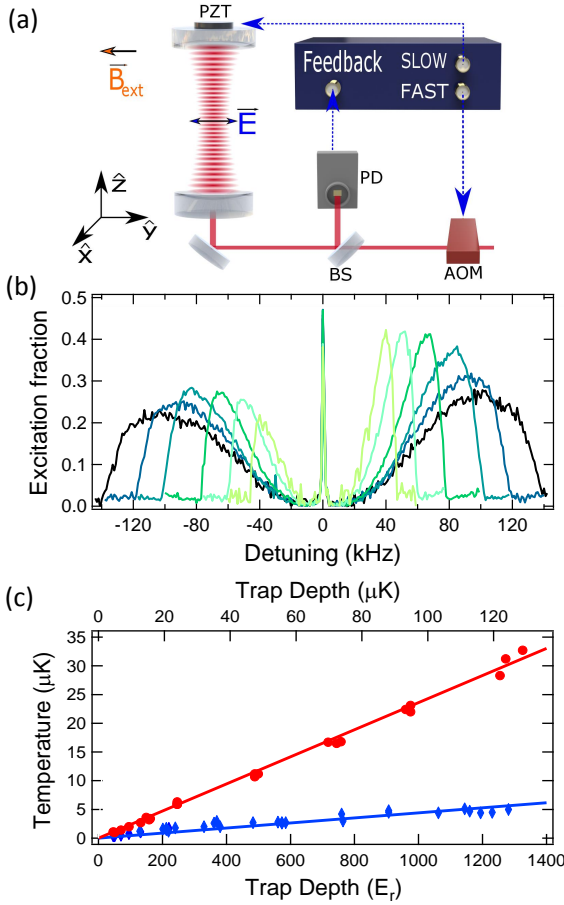 (a)
PZT
B⃗ext
E⃗
Feedback
SLOW
FAST
PD
ẑ
ŷ
x̂
BS
AOM
(b)
Excitation fraction
0.5
0.4
0.3
0.2
0.1
0.0
-120 -80 -40 0 40 80 120
Detuning (kHz)
(c)
Trap Depth (μK)
0 20 40 60 80 100 120
Temperature (μK)
35
30
25
20
15
10
5
0
0 200 400 600 800 1000 1200 1400
Trap Depth (Er)